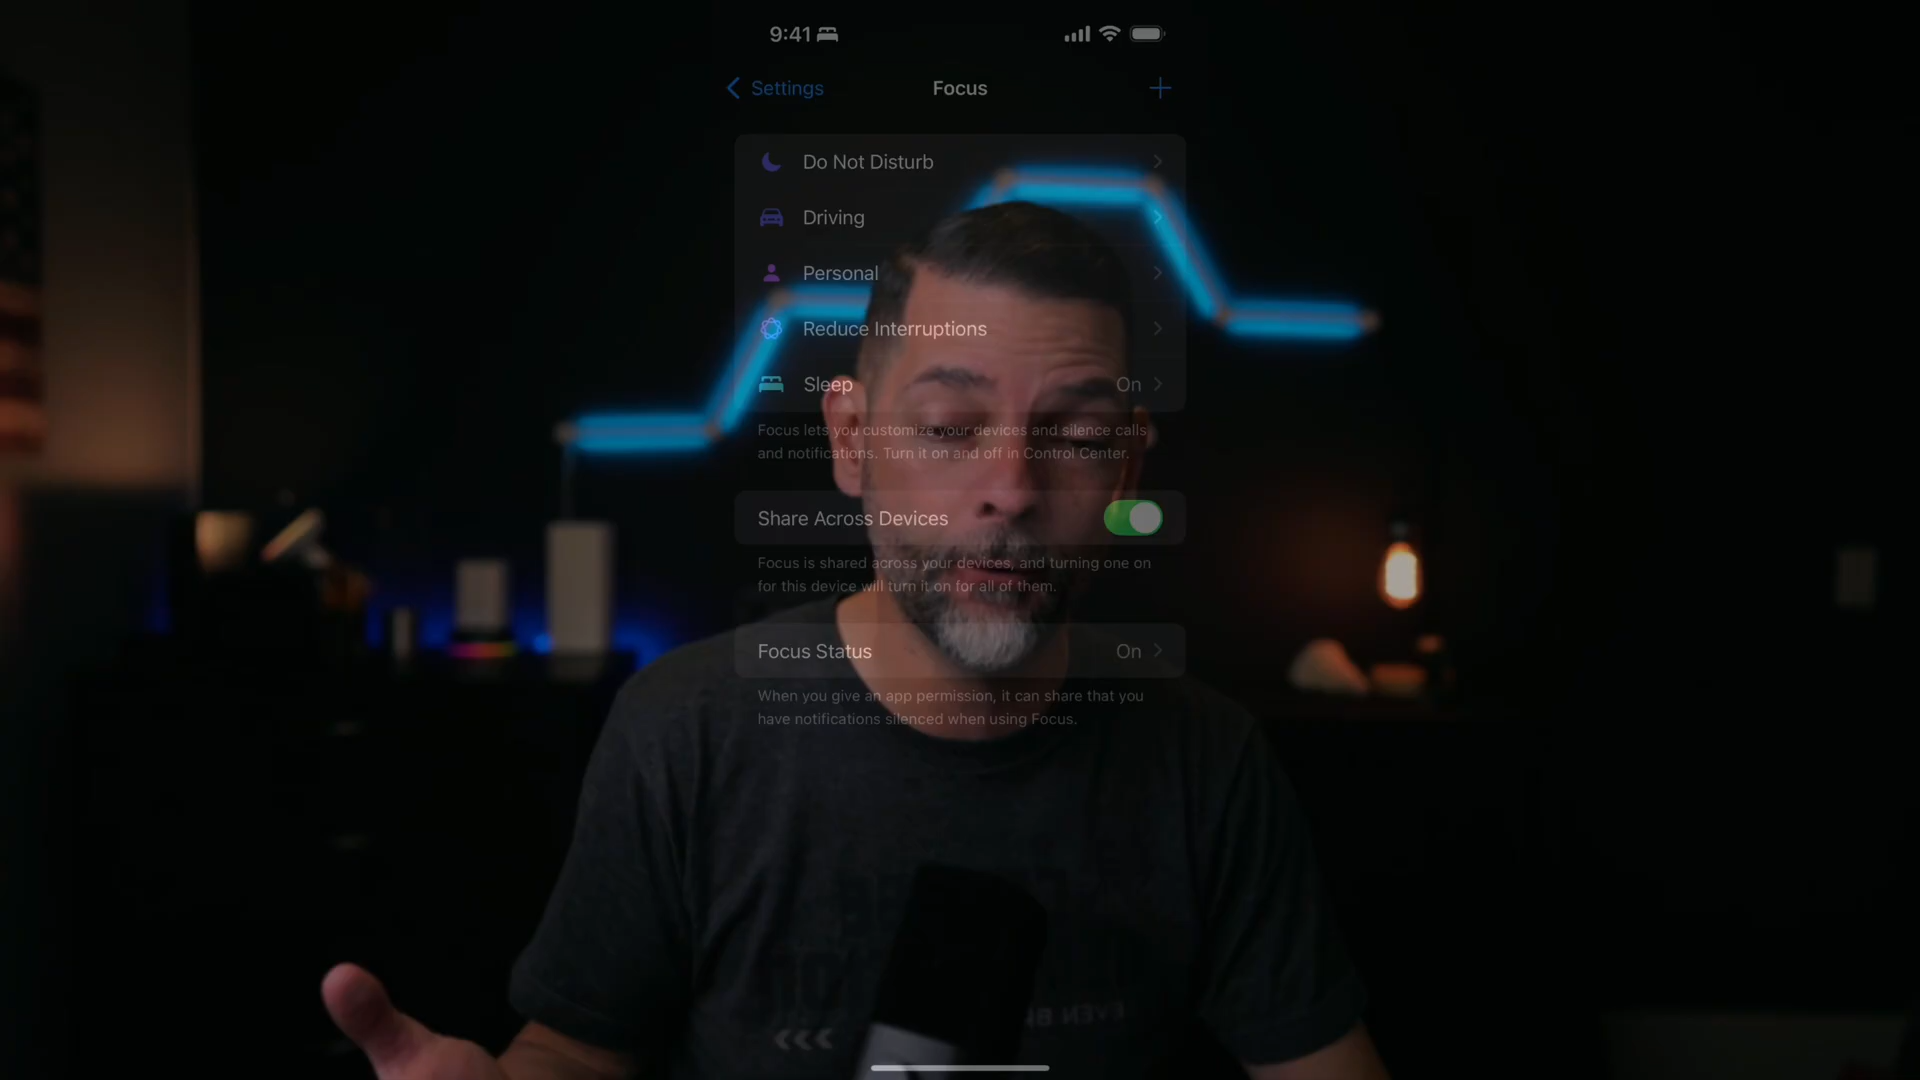 9:41
Settings
Focus
Do Not Disturb
Driving
Personal
Reduce Interruptions
Sleep
On
Focus lets you customize your devices and silence calls
and notifications. Turn it on and off in Control Center.
Share Across Devices
Focus is shared across your devices, and turning one on
for this device will turn it on for all of them.
Focus Status
On
When you give an app permission, it can share that you
have notifications silenced when using Focus.